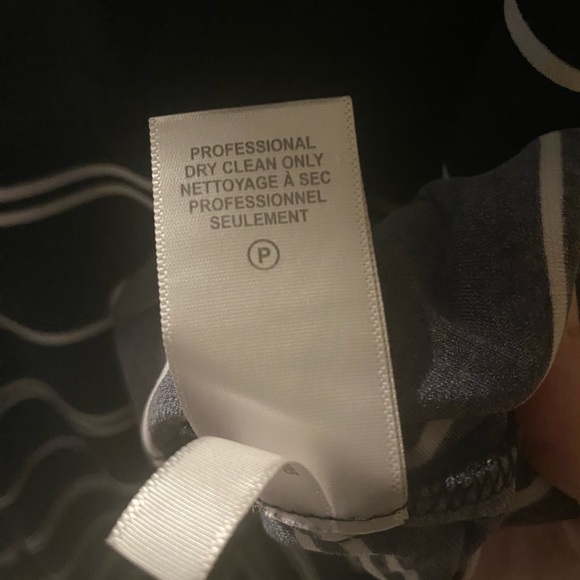 PROFESSIONAL
DRY CLEAN ONLY
NETTOYAGE À SEC
PROFESSIONNEL
SEULEMENT
P